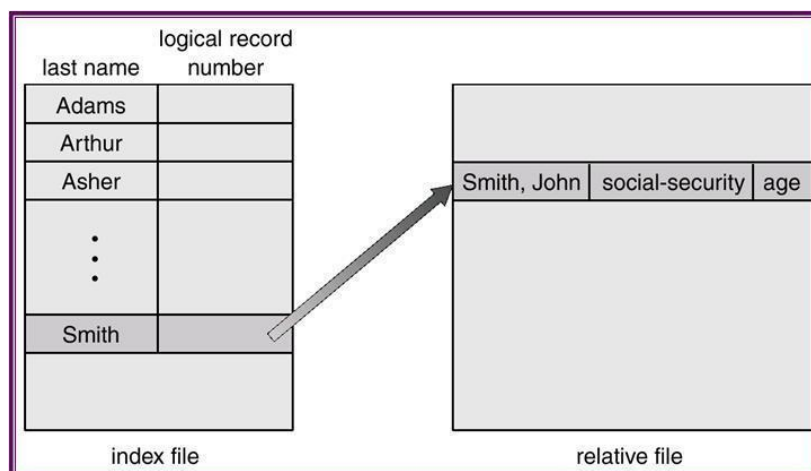 logical record
last name number
Adams
Arthur
Asher
Smith
Smith, John social-security age
index file relative file